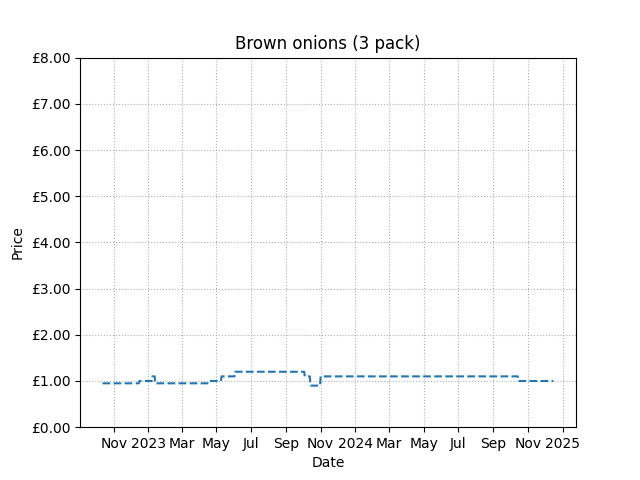 Brown onions (3 pack)
£8.00
£7.00
£6.00
£5.00
£4.00
£3.00
£2.00
£1.00
£0.00
Price
Nov 2023 Mar May Jul Sep Nov 2024 Mar May Jul Sep Nov 2025
Date